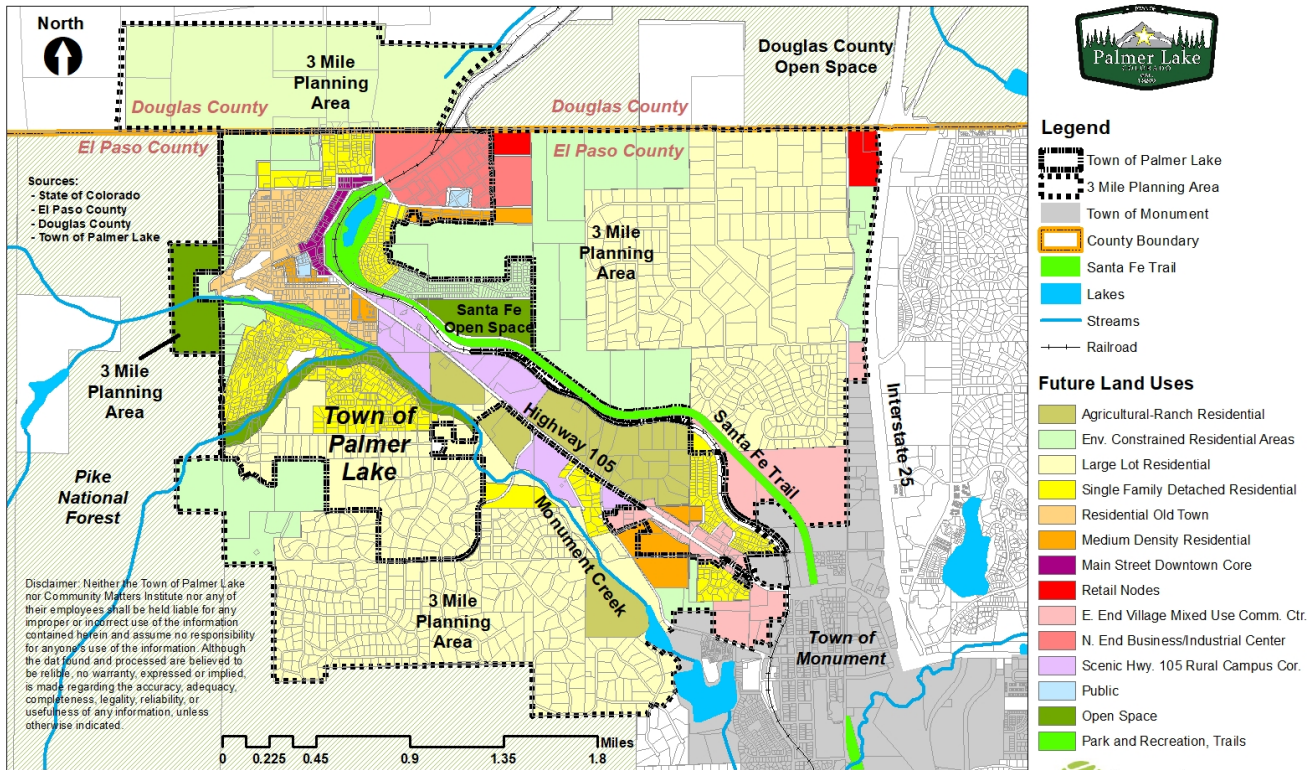 North
3 Mile
Planning
Area
Douglas County
Open Space
Douglas County
Douglas County
El Paso County
El Paso County
Sources:
- State of Colorado
- El Paso County
- Douglas County
- Town of Palmer Lake
3 Mile
Planning
Area
Santa Fe
Open Space
3 Mile
Planning
Area
Town of
Palmer
Lake
Highway 105
Santa Fe Trail
Interstate 25
Pike
National
Forest
Monument Creek
3 Mile
Planning
Area
Town of
Monument
Disclaimer: Neither the Town of Palmer Lake
nor Community Matters Institute nor any of
their employees shall be held liable for any
improper or incorrect use of the information
contained herein and assume no responsibility
for anyone's use of the information. Although
the dat found and processed are believed to
be relible, no warranty, expressed or implied,
is made regarding the accuracy, adequacy,
completeness, legality, reliability, or
usefulness of any information, unless
otherwise indicated.
Miles
0 0.225 0.45 0.9 1.35 1.8
Palmer Lake
COLORADO
Legend
Town of Palmer Lake
3 Mile Planning Area
Town of Monument
County Boundary
Santa Fe Trail
Lakes
Streams
Railroad
Future Land Uses
Agricultural-Ranch Residential
Env. Constrained Residential Areas
Large Lot Residential
Single Family Detached Residential
Residential Old Town
Medium Density Residential
Main Street Downtown Core
Retail Nodes
E. End Village Mixed Use Comm. Ctr.
N. End Business/Industrial Center
Scenic Hwy. 105 Rural Campus Cor.
Public
Open Space
Park and Recreation, Trails